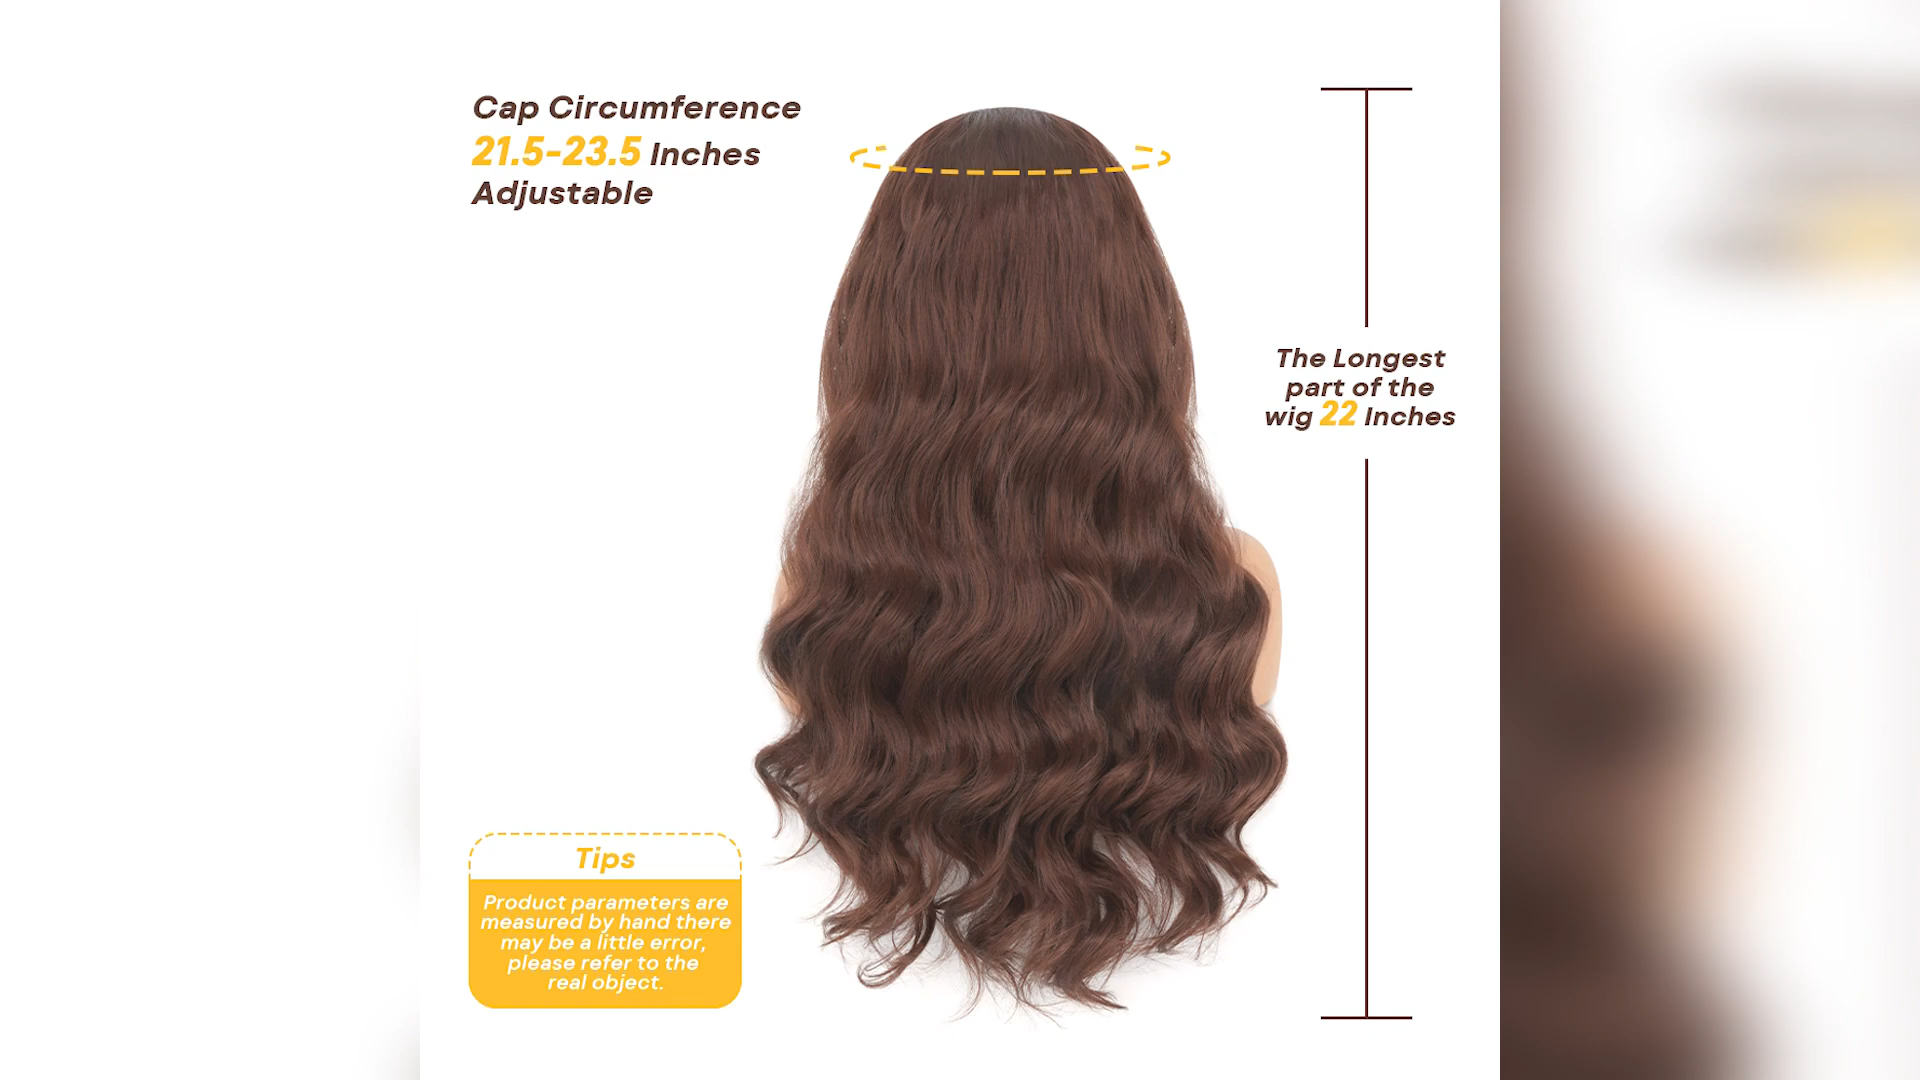 Cap Circumference
21.5-23.5 Inches
Adjustable
The Longest
part of the
wig 22 Inches
Tips
Product parameters are
measured by hand there
may be a little error,
please refer to the
real object.